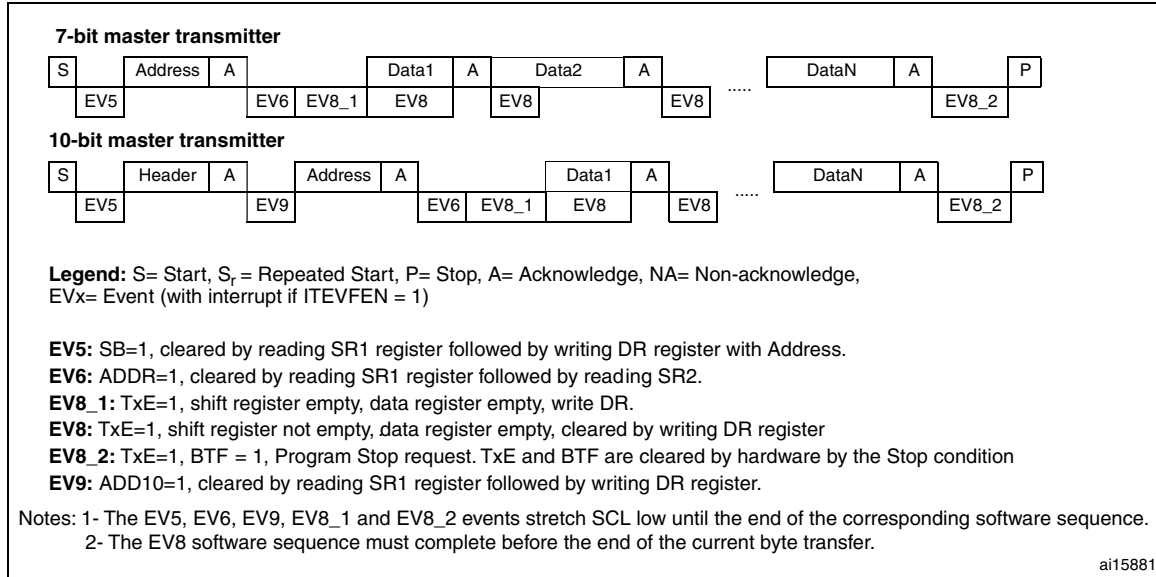 7-bit master transmitter
S Address A Data1 A Data2 A ..... DataN A P
EV5 EV6 EV8_1 EV8 EV8 EV8 EV8_2
10-bit master transmitter
S Header A Address A Data1 A ..... DataN A P
EV5 EV9 EV6 EV8_1 EV8 EV8 EV8_2
Legend: S= Start, Sr = Repeated Start, P= Stop, A= Acknowledge, NA= Non-acknowledge,
EVx= Event (with interrupt if ITEVFEN = 1)
EV5: SB=1, cleared by reading SR1 register followed by writing DR register with Address.
EV6: ADDR=1, cleared by reading SR1 register followed by reading SR2.
EV8_1: TxE=1, shift register empty, data register empty, write DR.
EV8: TxE=1, shift register not empty, data register empty, cleared by writing DR register
EV8_2: TxE=1, BTF = 1, Program Stop request. TxE and BTF are cleared by hardware by the Stop condition
EV9: ADD10=1, cleared by reading SR1 register followed by writing DR register.
Notes: 1- The EV5, EV6, EV9, EV8_1 and EV8_2 events stretch SCL low until the end of the corresponding software sequence.
2- The EV8 software sequence must complete before the end of the current byte transfer.
ai15881